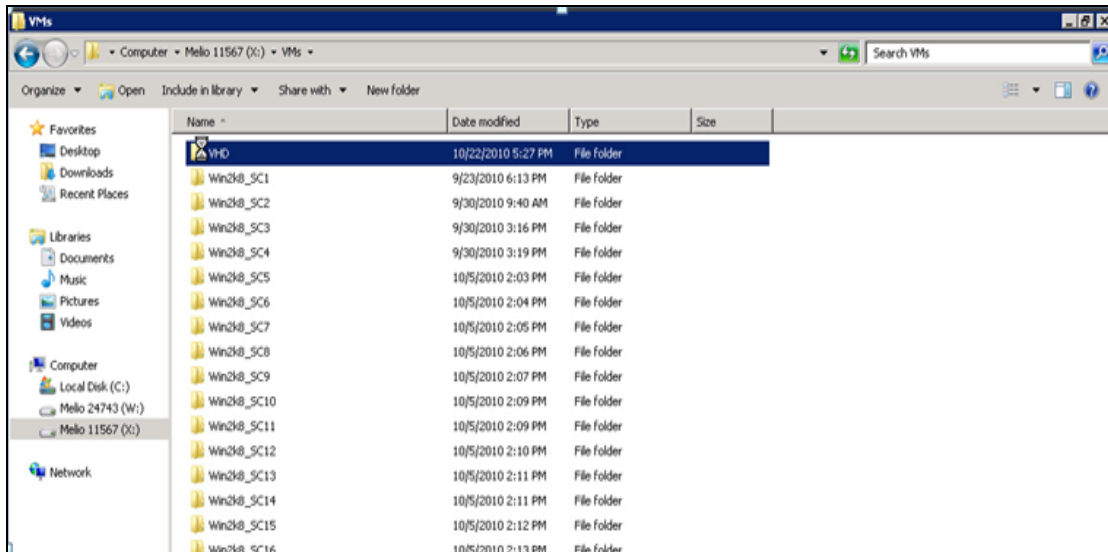 VMs
Computer Melio 11567 (X:) VMs Search VMs
Organize Open Include in library Share with New folder
Favorites
Desktop
Downloads
Recent Places
Libraries
Documents
Music
Pictures
Videos
Computer
Local Disk (C:)
Melio 24743 (W:)
Melio 11567 (X:)
Network
Name Date modified Type Size
VHD 10/22/2010 5:27 PM File folder
Win2k8_SC1 9/23/2010 6:13 PM File folder
Win2k8_SC2 9/30/2010 9:40 AM File folder
Win2k8_SC3 9/30/2010 3:16 PM File folder
Win2k8_SC4 9/30/2010 3:19 PM File folder
Win2k8_SC5 10/5/2010 2:03 PM File folder
Win2k8_SC6 10/5/2010 2:04 PM File folder
Win2k8_SC7 10/5/2010 2:05 PM File folder
Win2k8_SC8 10/5/2010 2:06 PM File folder
Win2k8_SC9 10/5/2010 2:07 PM File folder
Win2k8_SC10 10/5/2010 2:09 PM File folder
Win2k8_SC11 10/5/2010 2:09 PM File folder
Win2k8_SC12 10/5/2010 2:10 PM File folder
Win2k8_SC13 10/5/2010 2:11 PM File folder
Win2k8_SC14 10/5/2010 2:11 PM File folder
Win2k8_SC15 10/5/2010 2:12 PM File folder
Win2k8_SC16 10/5/2010 2:13 PM File folder